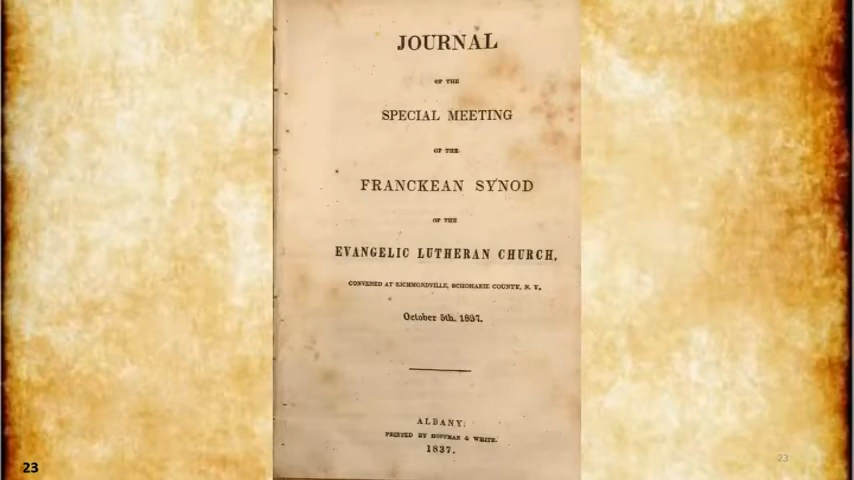 JOURNAL
OF THE
SPECIAL MEETING
OF THE
FRANCKEAN SYNOD
OF THE
EVANGELIC LUTHERAN CHURCH,
CONVENED AT RICHMONDVILLE, SCHOHARIE COUNTY, N. Y.
October 5th, 1837.
ALBANY:
PRINTED BY HOFFMAN & WHITE.
1837.
23
23